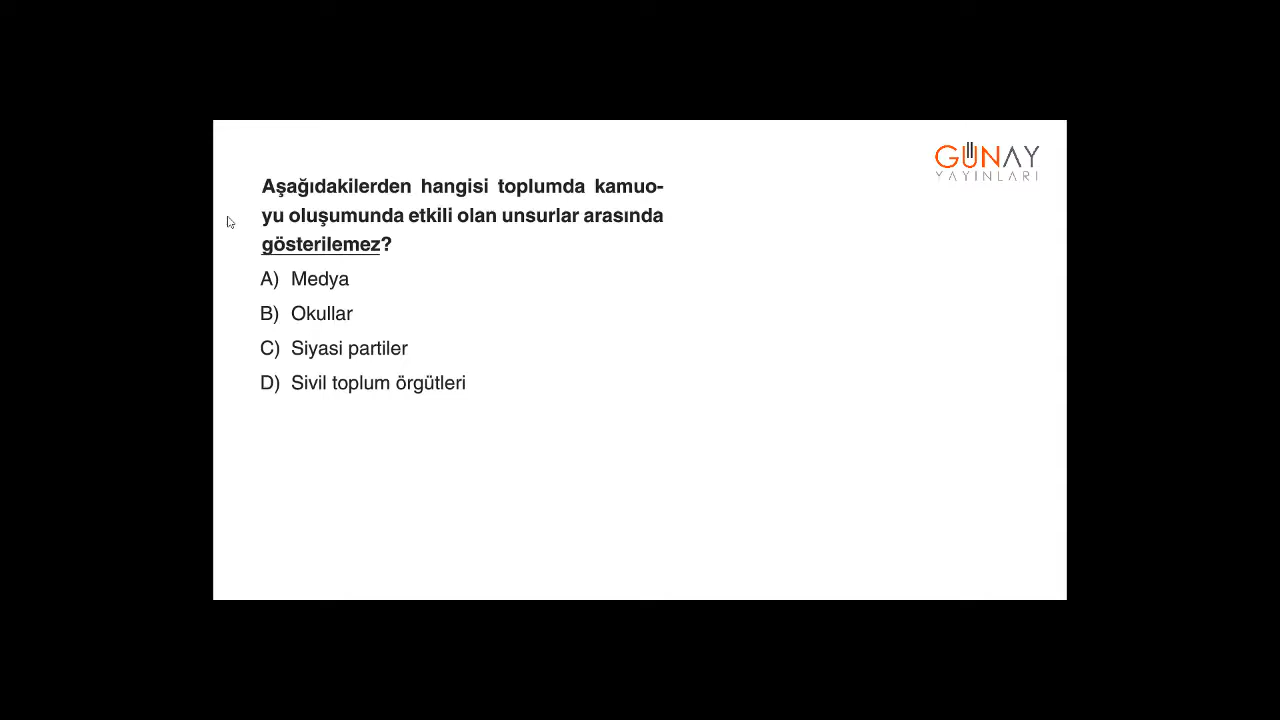 GÜNAY
YAYINLARI
Aşağıdakilerden hangisi toplumda kamuo-
yu oluşumunda etkili olan unsurlar arasında
gösterilemez?
A) Medya
B) Okullar
C) Siyasi partiler
D) Sivil toplum örgütleri